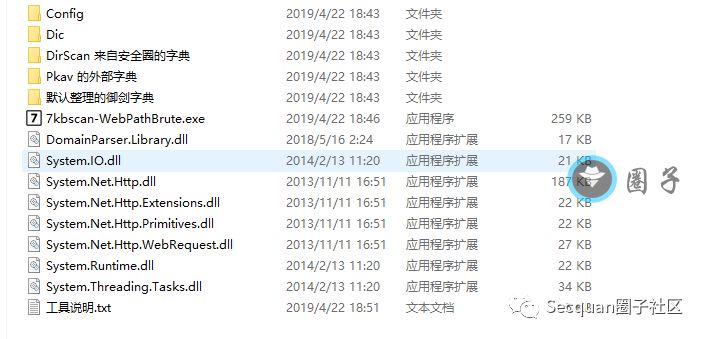 Config 2019/4/22 18:43 文件夹
Dic 2019/4/22 18:43 文件夹
DirScan 来自安全圈的字典 2019/4/22 18:43 文件夹
Pkav 的外部字典 2019/4/22 18:43 文件夹
默认整理的御剑字典 2019/4/22 18:43 文件夹
7 7kbscan-WebPathBrute.exe 2019/4/22 18:46 应用程序 259 KB
DomainParser.Library.dll 2018/5/16 2:24 应用程序扩展 17 KB
System.IO.dll 2014/2/13 11:20 应用程序扩展 21 KB
System.Net.Http.dll 2013/11/11 16:51 应用程序扩展 187 KB
圈子
System.Net.Http.Extensions.dll 2013/11/11 16:51 应用程序扩展 22 KB
System.Net.Http.Primitives.dll 2013/11/11 16:51 应用程序扩展 22 KB
System.Net.Http.WebRequest.dll 2013/11/11 16:51 应用程序扩展 27 KB
System.Runtime.dll 2014/2/13 11:20 应用程序扩展 22 KB
System.Threading.Tasks.dll 2014/2/13 11:20 应用程序扩展 34 KB
工具说明.txt 2019/4/22 18:51 文本文档
Secquan圈子社区